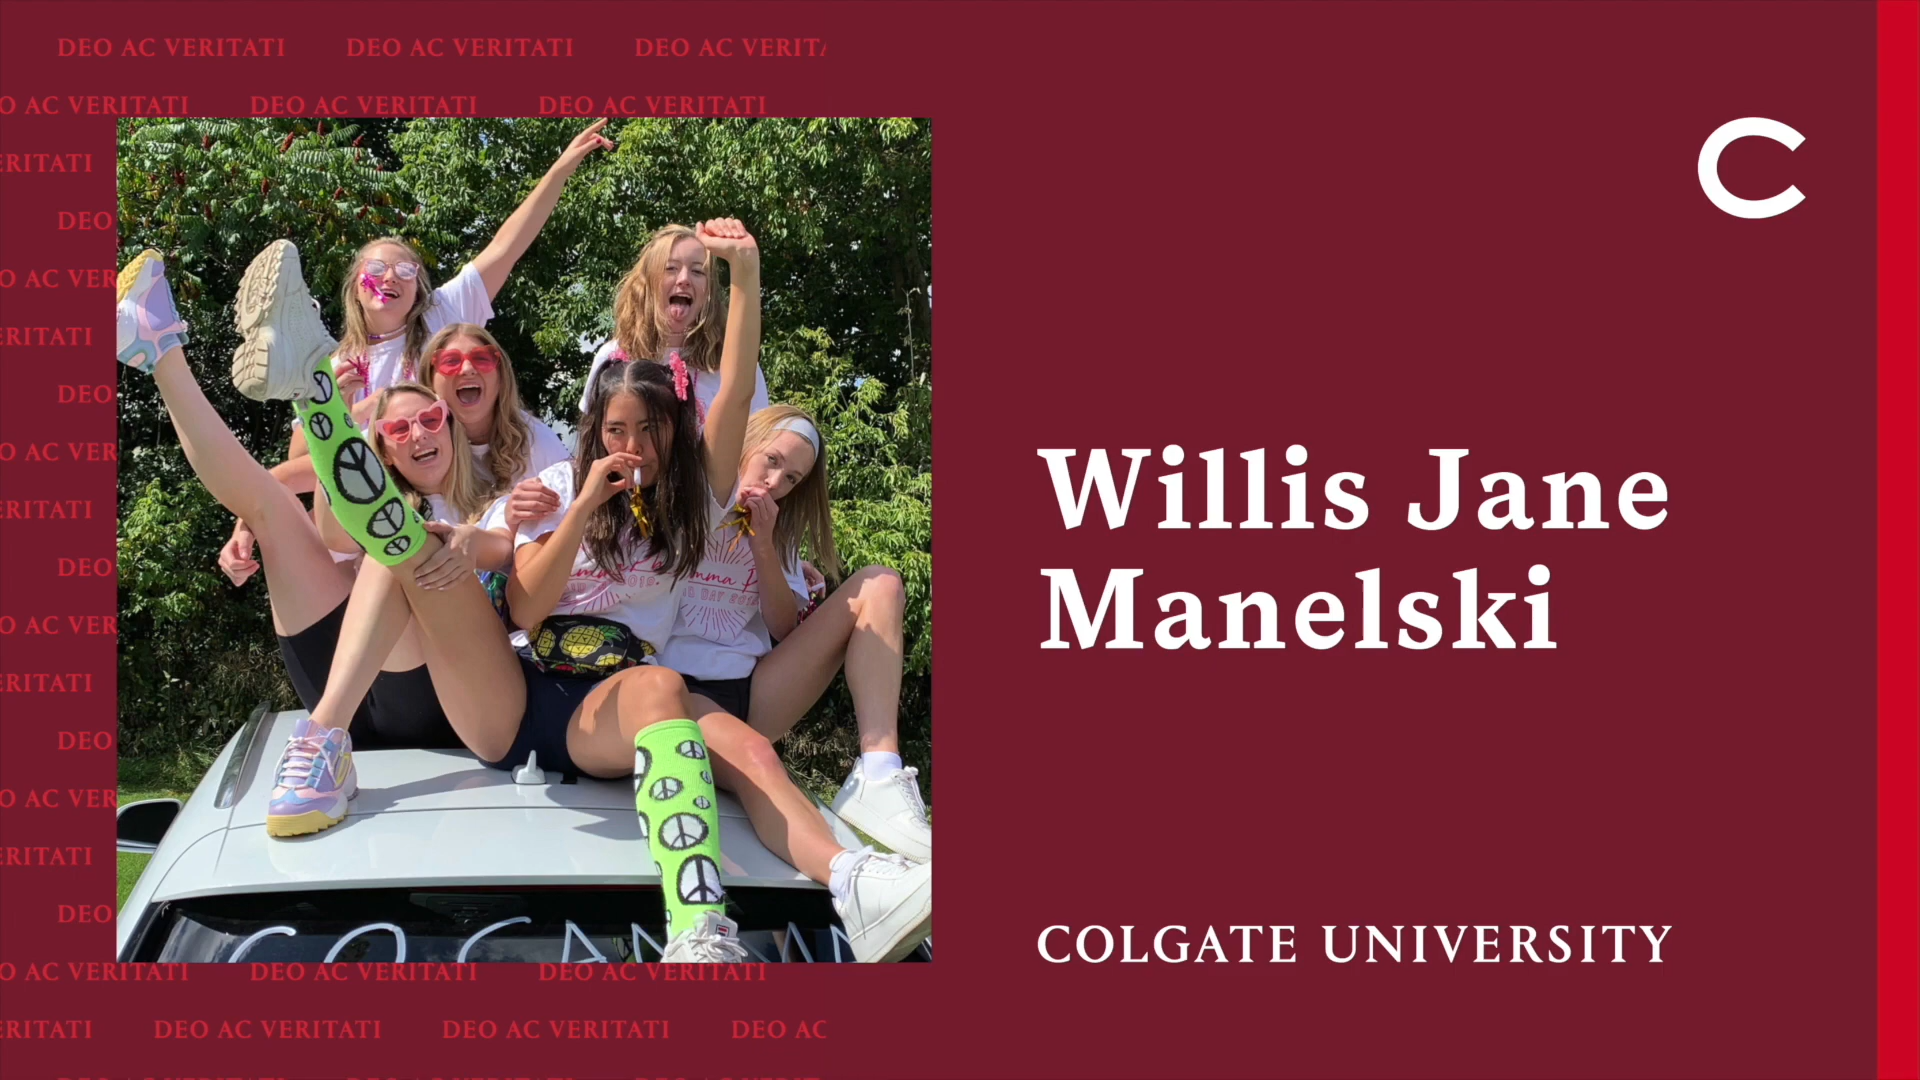 DEO AC VERITATI DEO AC VERITATI DEO AC VERIT
O AC VERITATI DEO AC VERITATI DEO AC VERITATI
ERITATI
DEO
O AC VER
ERITATI
DEO
O AC VER
ERITATI
DEO
O AC VER
ERITATI
DEO
O AC VER
ERITATI
DEO
O AC VERITATI DEO AC VERITATI DEO AC VERITATI
ERITATI DEO AC VERITATI DEO AC VERITATI DEO AC
GO GAM
C
Willis Jane
Manelski
COLGATE UNIVERSITY